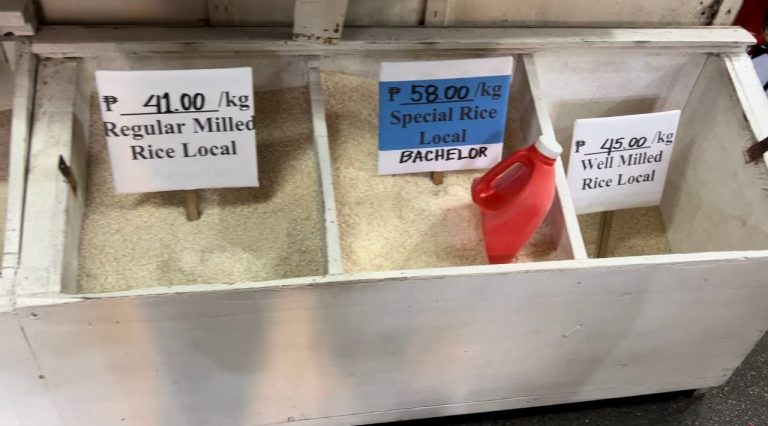 ₱ 41.00 /kg
Regular Milled
Rice Local
₱ 58.00 /kg
Special Rice
Local
BACHELOR
₱ 45.00 /kg
Well Milled
Rice Local